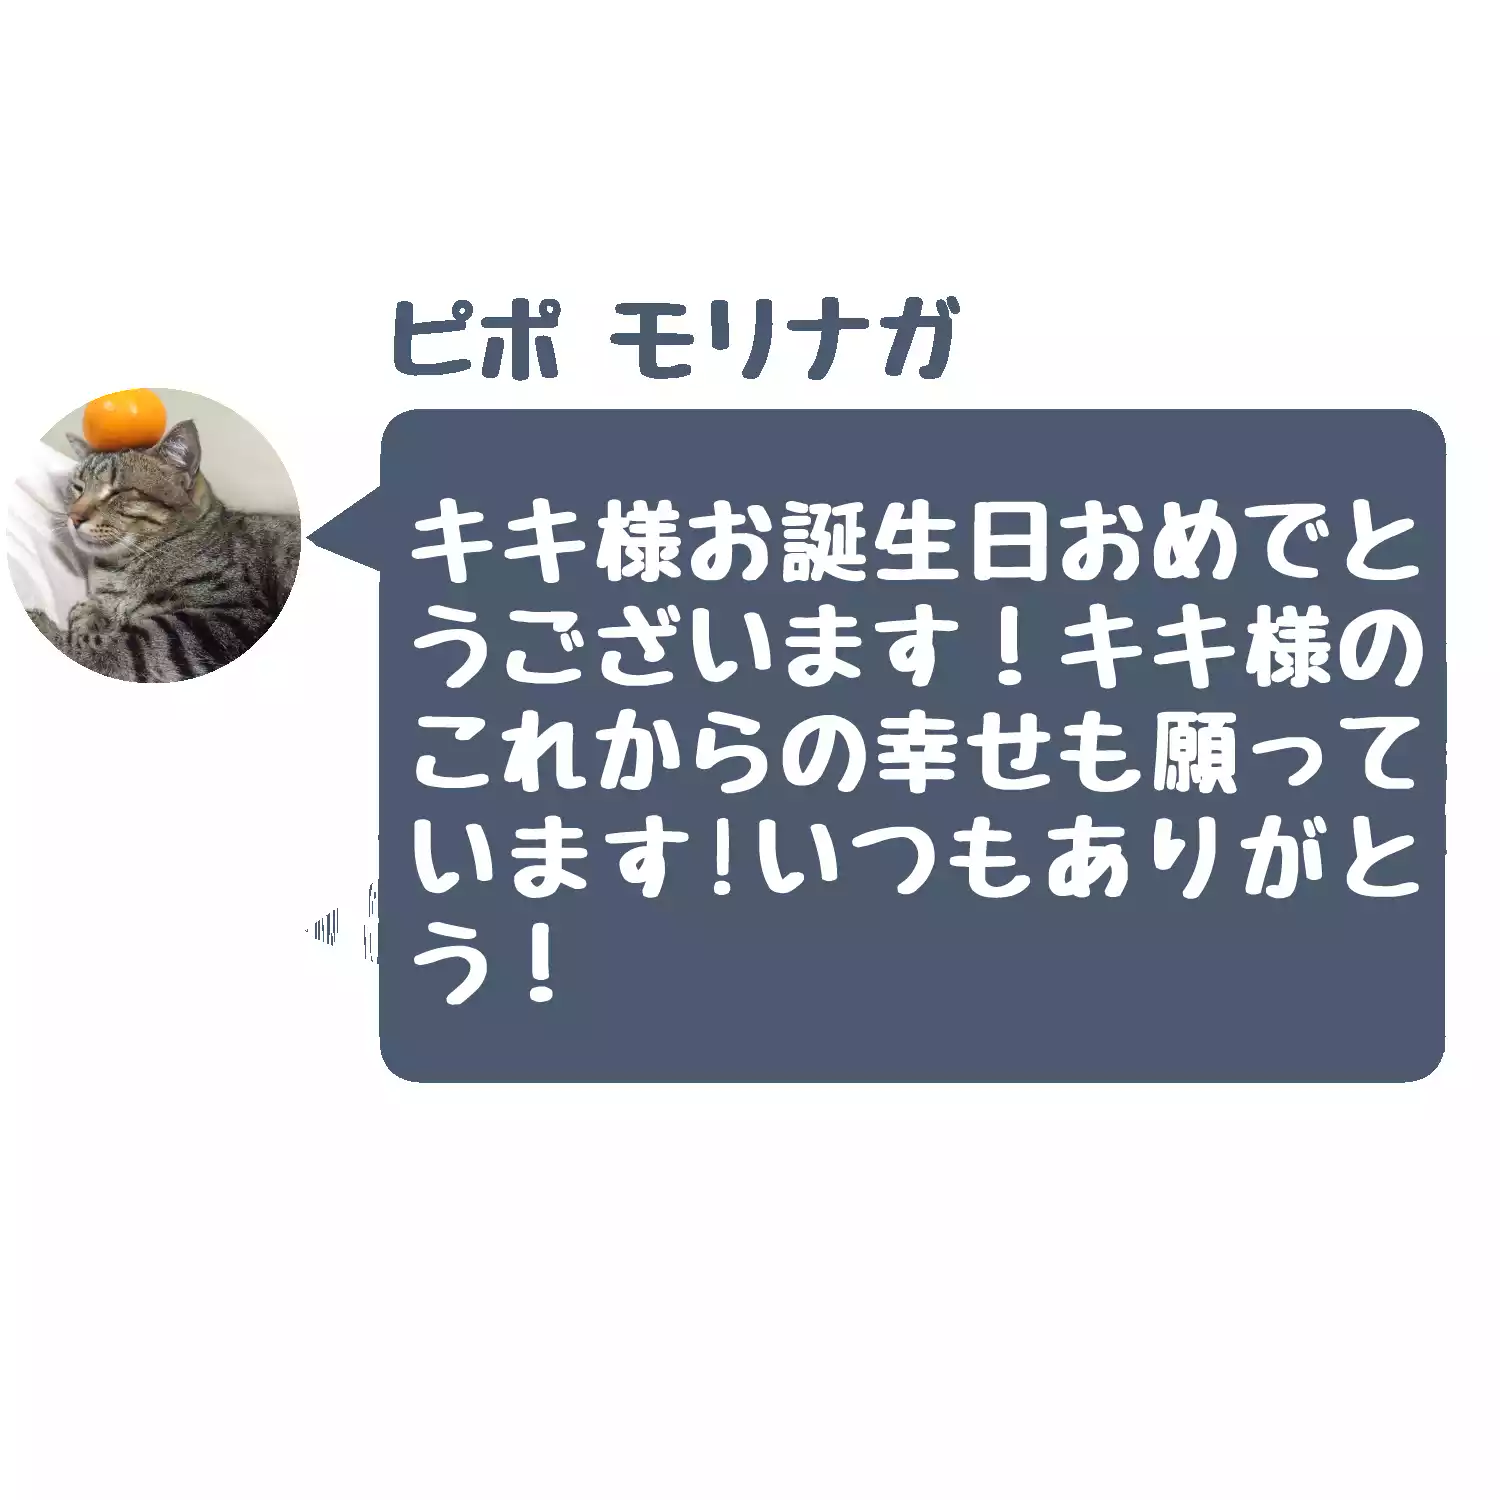 ピポ モリナガ
キキ様お誕生日おめでと
うございます！キキ様の
これからの幸せも願って
います!いつもありがと
う！